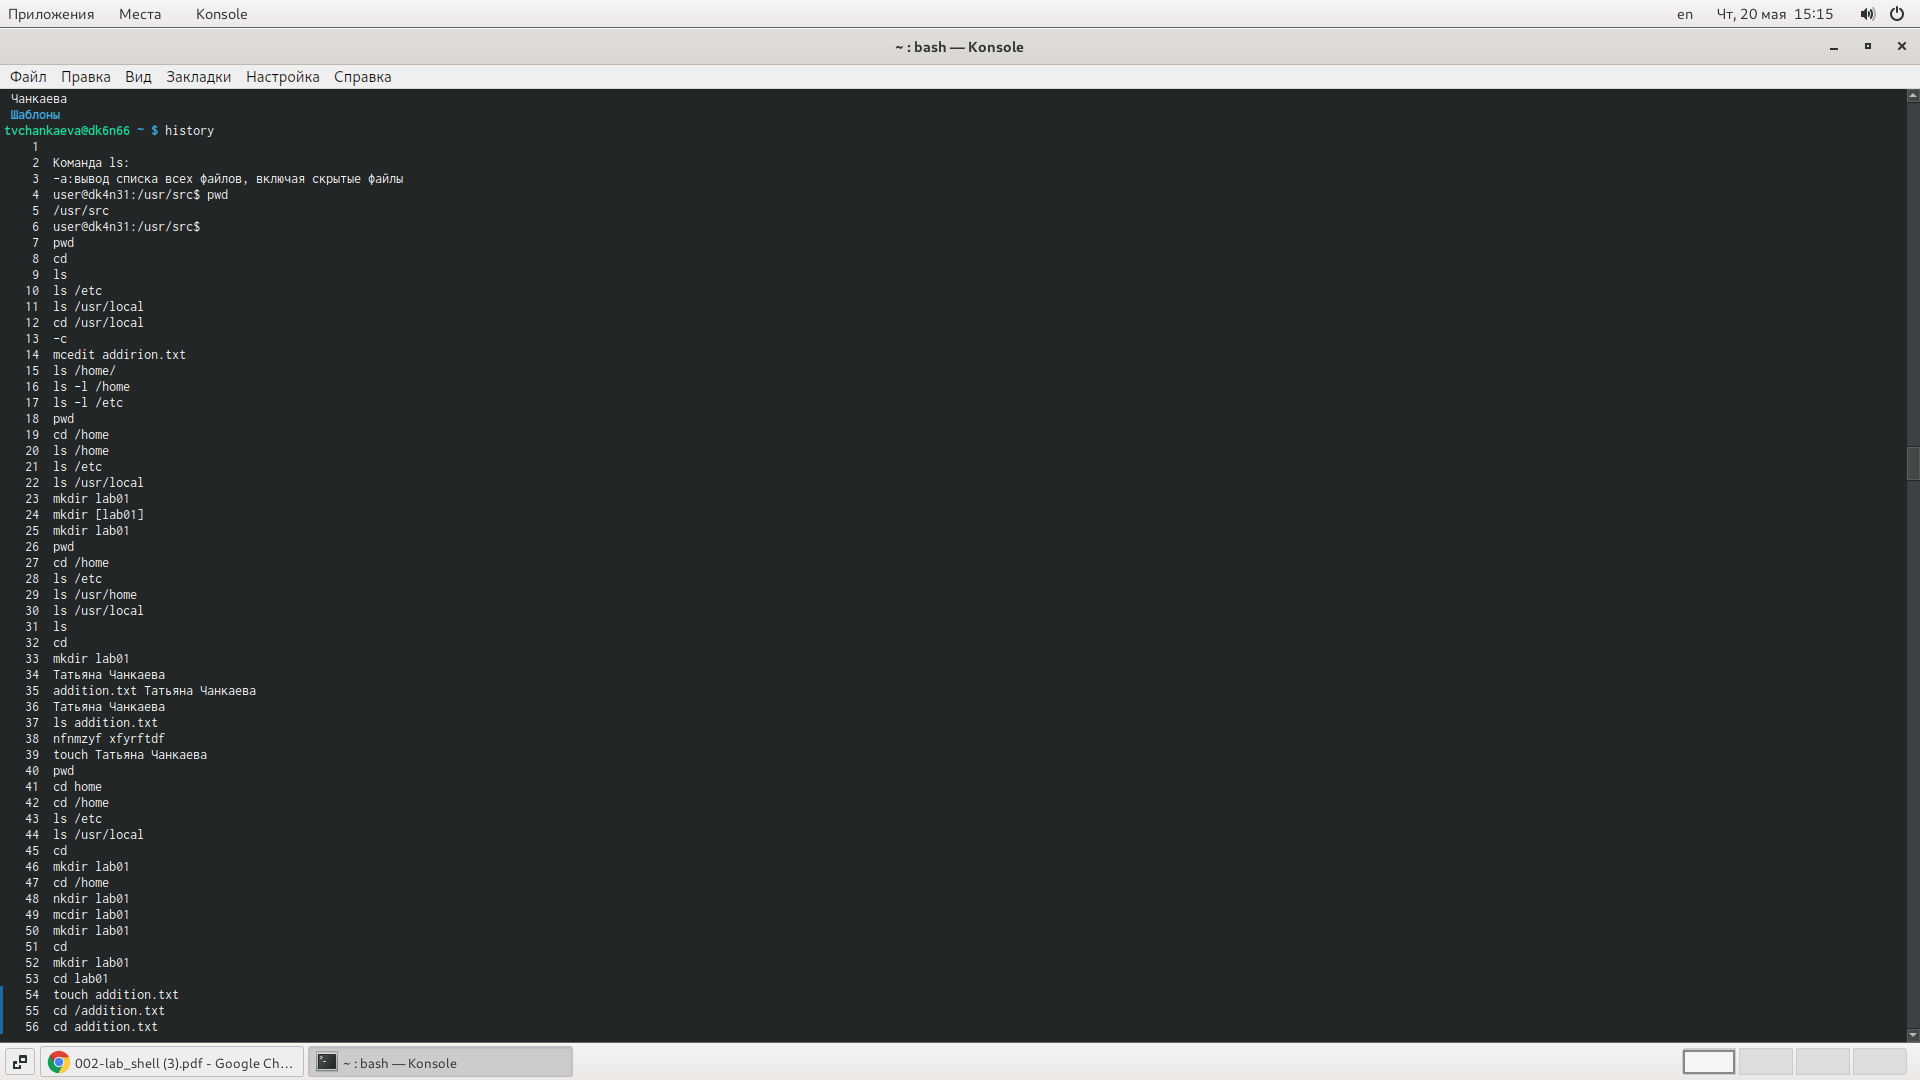 Приложения Места Konsole en Чт, 20 мая 15:15
~ : bash — Konsole
Файл Правка Вид Закладки Настройка Справка
Чанкаева
Шаблоны
tvchankaeva@dk6n66 ~ $ history
1
2 Команда ls:
3 -a:вывод списка всех файлов, включая скрытые файлы
4 user@dk4n31:/usr/src$ pwd
5 /usr/src
6 user@dk4n31:/usr/src$
7 pwd
8 cd
9 ls
10 ls /etc
11 ls /usr/local
12 cd /usr/local
13 -c
14 mcedit addirion.txt
15 ls /home/
16 ls -l /home
17 ls -l /etc
18 pwd
19 cd /home
20 ls /home
21 ls /etc
22 ls /usr/local
23 mkdir lab01
24 mkdir [lab01]
25 mkdir lab01
26 pwd
27 cd /home
28 ls /etc
29 ls /usr/home
30 ls /usr/local
31 ls
32 cd
33 mkdir lab01
34 Татьяна Чанкаева
35 addition.txt Татьяна Чанкаева
36 Татьяна Чанкаева
37 ls addition.txt
38 nfnmzyf xfyrftdf
39 touch Татьяна Чанкаева
40 pwd
41 cd home
42 cd /home
43 ls /etc
44 ls /usr/local
45 cd
46 mkdir lab01
47 cd /home
48 nkdir lab01
49 mcdir lab01
50 mkdir lab01
51 cd
52 mkdir lab01
53 cd lab01
54 touch addition.txt
55 cd /addition.txt
56 cd addition.txt
002-lab_shell (3).pdf - Google Ch... ~ : bash — Konsole